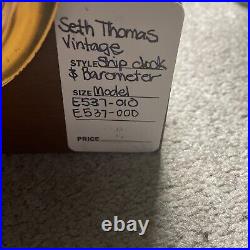 Seth Thomas
Vintage
STYLE Ship clock
& Barometer
SIZE Model
E537-010
E537-000
PRICE